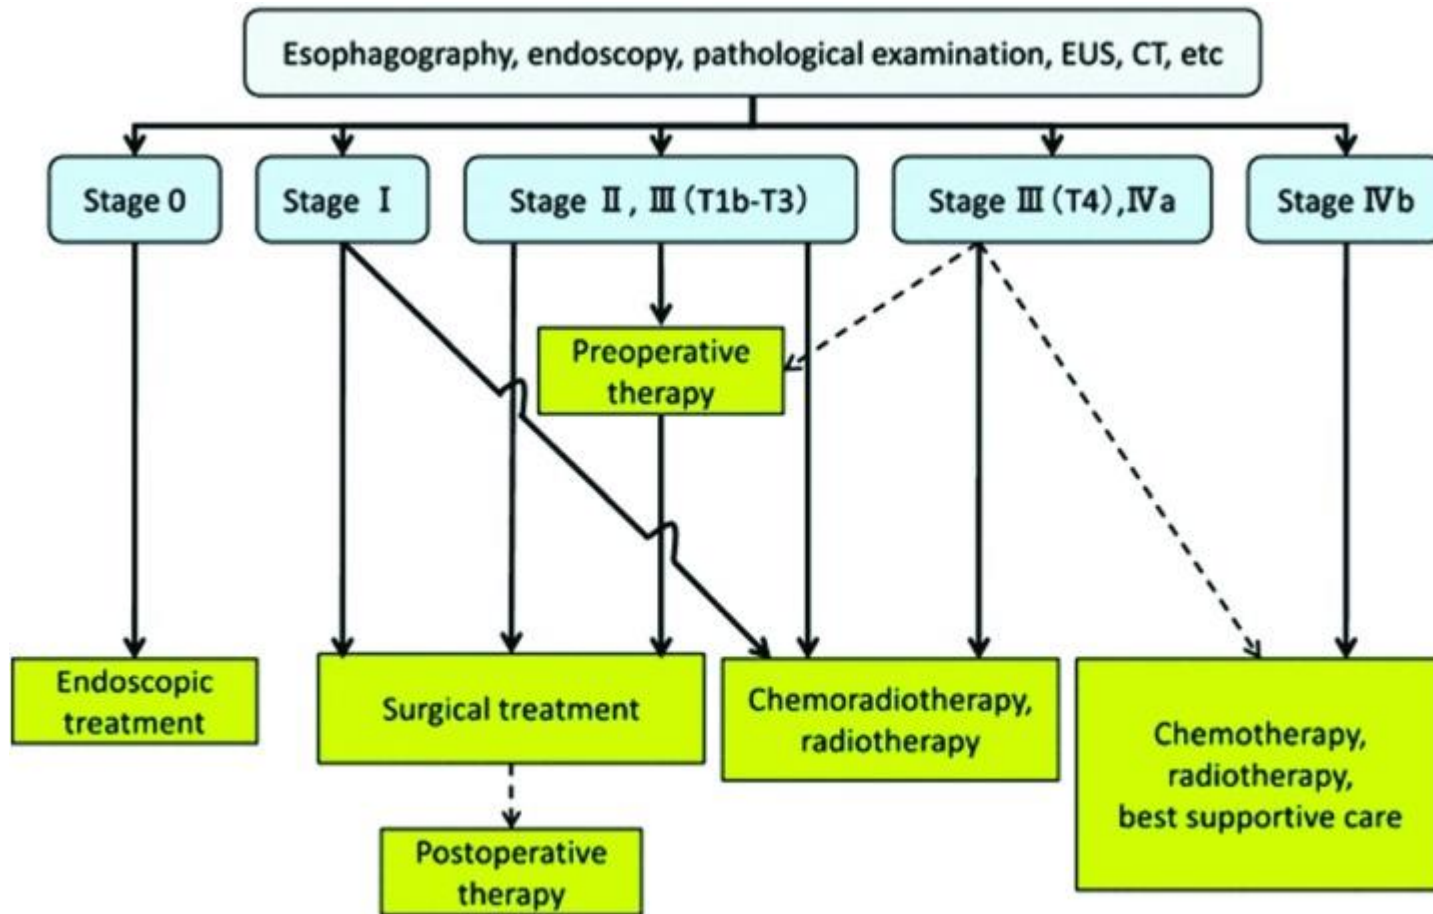 Esophagography, endoscopy, pathological examination, EUS, CT, etc
Stage 0
Stage Ⅰ
Stage Ⅱ, Ⅲ (T1b-T3)
Stage Ⅲ (T4),Ⅳa
Stage Ⅳb
Preoperative
therapy
Endoscopic
treatment
Surgical treatment
Chemoradiotherapy,
radiotherapy
Chemotherapy,
radiotherapy,
best supportive care
Postoperative
therapy